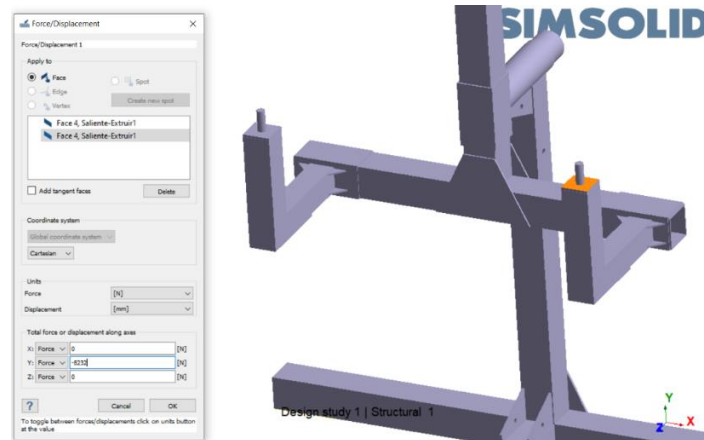 Force/Displacement
Force/Displacement 1
Apply to
Face
Spot
Edge
Create new spot
Vertex
Face 4, Saliente-Extruir1
Face 4, Saliente-Extruir1
Add tangent faces
Delete
Coordinate system
Global coordinate system
Cartesian
Units
Force [N]
Displacement [mm]
Total force or displacement along axes
X: Force 0 [N]
Y: Force -8232 [N]
Z: Force 0 [N]
? Cancel OK
To toggle between forces/displacements click on units button
at the value
SIMSOLID
Design study 1 | Structural 1
Y
Z X